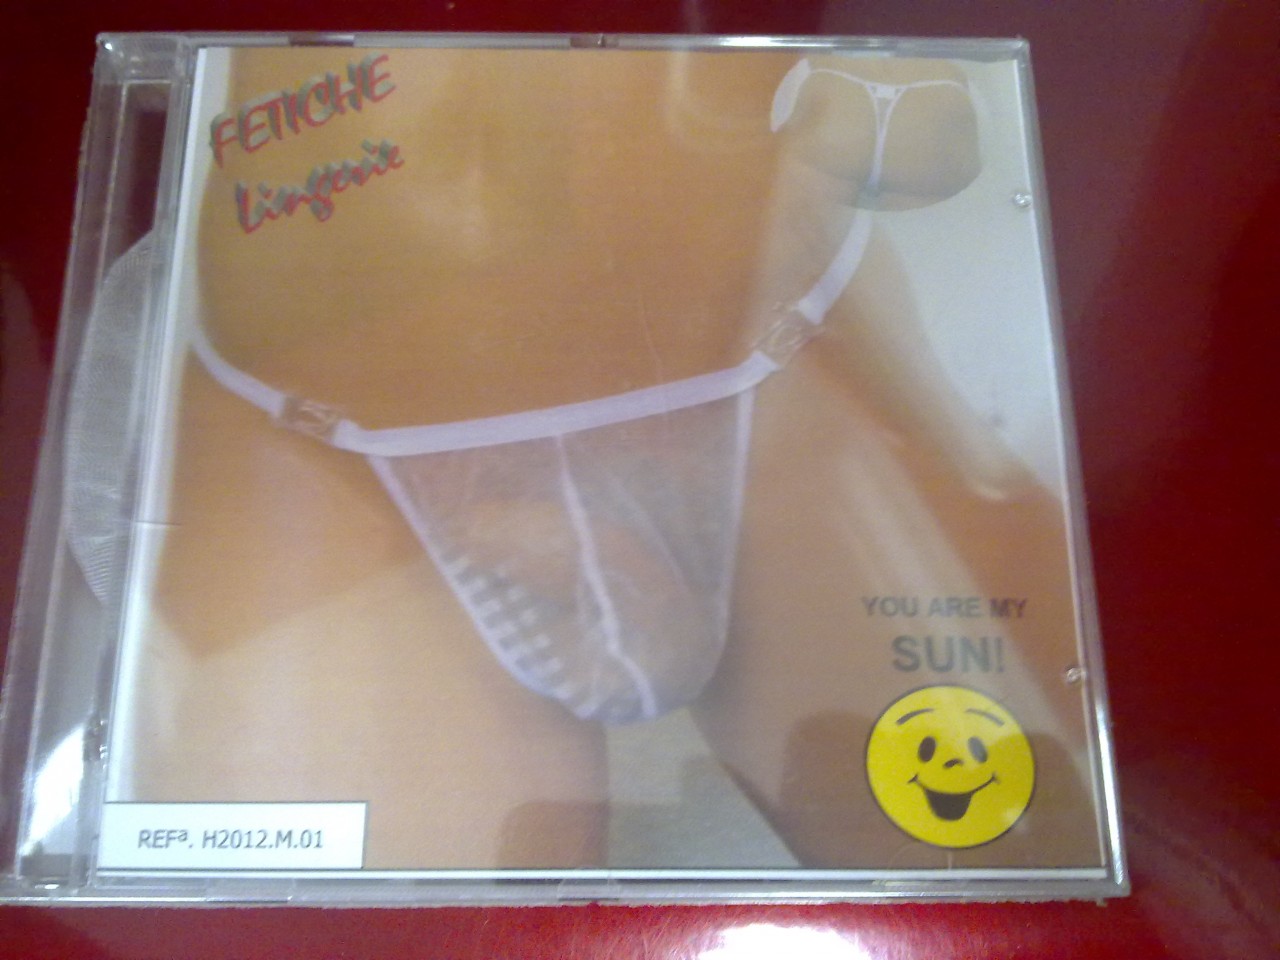 FETICHE
Lingerie
YOU ARE MY
SUN!
REFª. H2012.M.01